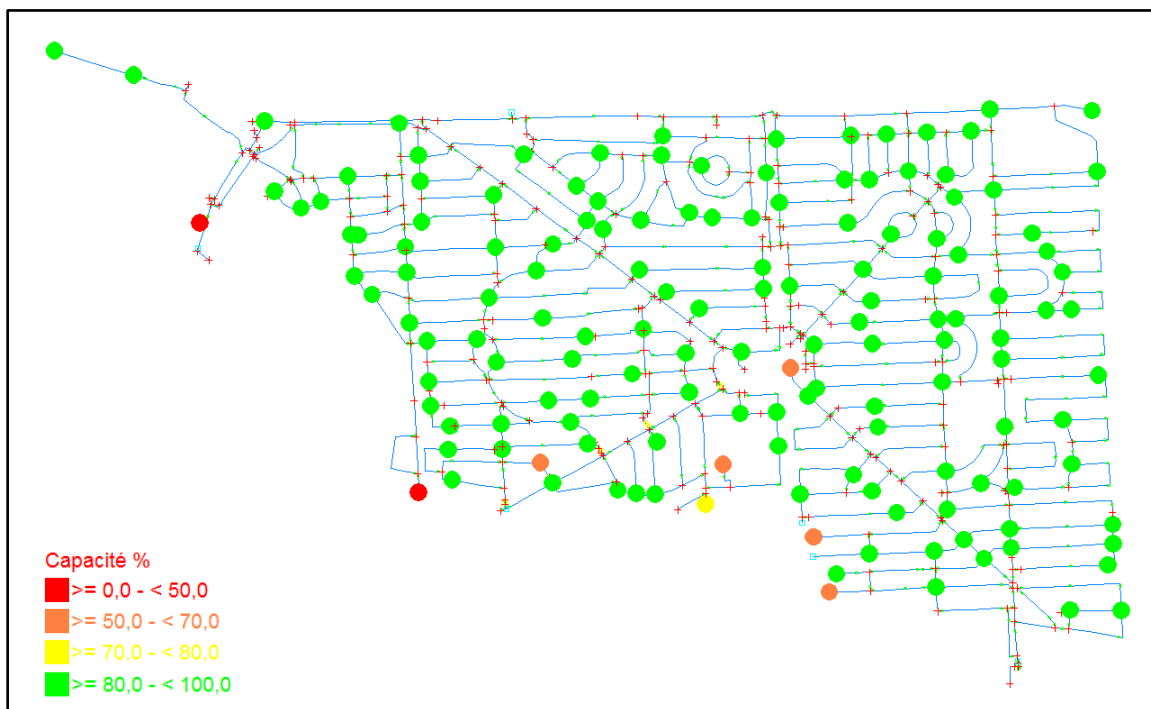 Capacité %
>= 0,0 - < 50,0
>= 50,0 - < 70,0
>= 70,0 - < 80,0
>= 80,0 - < 100,0